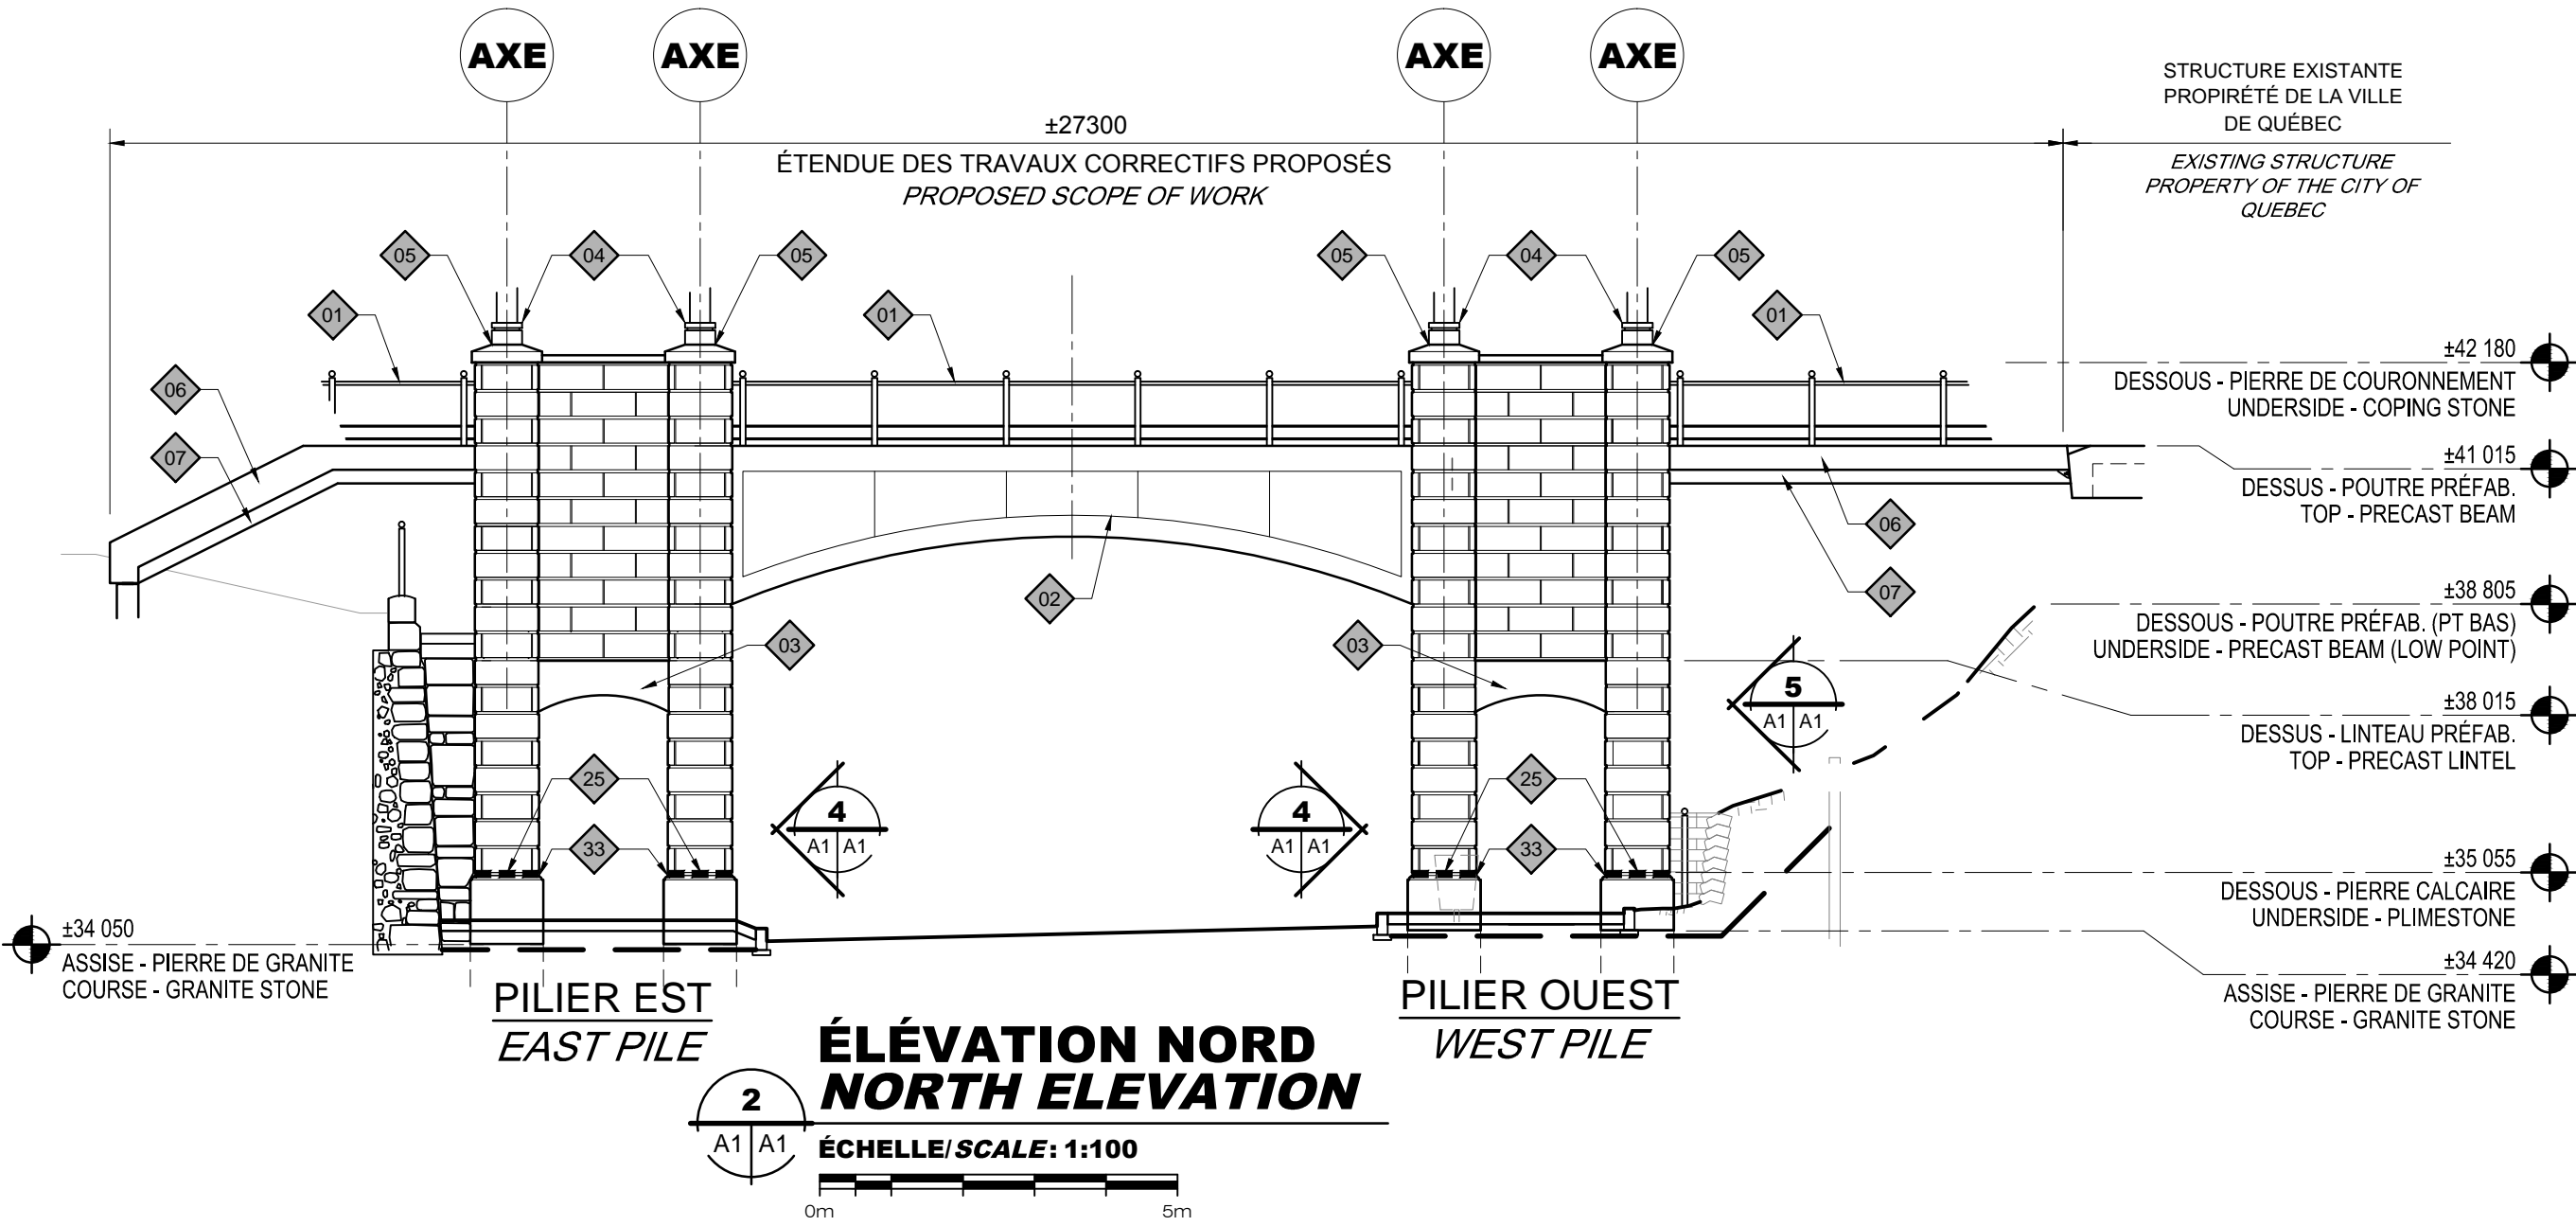 AXE
AXE
AXE
AXE
STRUCTURE EXISTANTE
PROPIRÉTÉ DE LA VILLE
DE QUÉBEC
EXISTING STRUCTURE
PROPERTY OF THE CITY OF
QUEBEC
±27300
ÉTENDUE DES TRAVAUX CORRECTIFS PROPOSÉS
PROPOSED SCOPE OF WORK
05
04
05
05
04
05
01
01
01
06
07
02
06
07
03
03
25
33
25
33
4
A1
A1
4
A1
A1
5
A1
A1
±42 180
DESSOUS - PIERRE DE COURONNEMENT
UNDERSIDE - COPING STONE
±41 015
DESSUS - POUTRE PRÉFAB.
TOP - PRECAST BEAM
±38 805
DESSOUS - POUTRE PRÉFAB. (PT BAS)
UNDERSIDE - PRECAST BEAM (LOW POINT)
±38 015
DESSUS - LINTEAU PRÉFAB.
TOP - PRECAST LINTEL
±35 055
DESSOUS - PIERRE CALCAIRE
UNDERSIDE - PLIMESTONE
±34 420
ASSISE - PIERRE DE GRANITE
COURSE - GRANITE STONE
±34 050
ASSISE - PIERRE DE GRANITE
COURSE - GRANITE STONE
PILIER EST
EAST PILE
PILIER OUEST
WEST PILE
2
A1
A1
ÉLÉVATION NORD
NORTH ELEVATION
ÉCHELLE/SCALE: 1:100
0m
5m